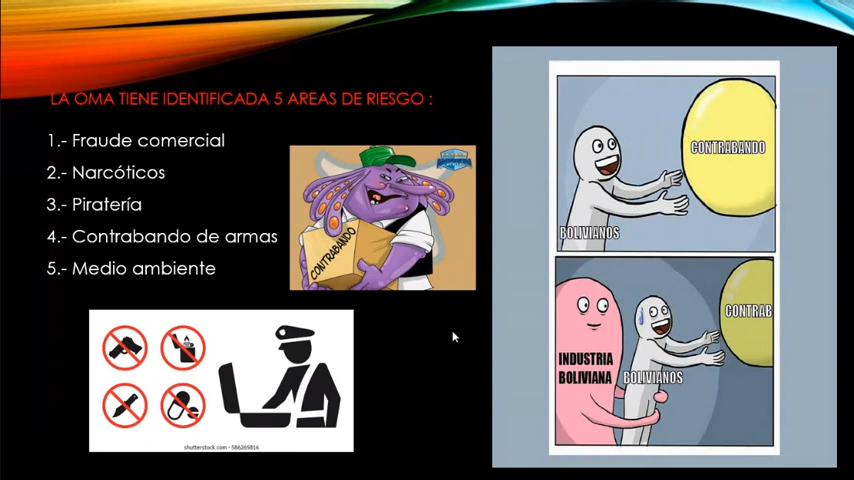 LA OMA TIENE IDENTIFICADA 5 AREAS DE RIESGO :
1.- Fraude comercial
2.- Narcóticos
3.- Piratería
4.- Contrabando de armas
5.- Medio ambiente
CONTRABANDO
shutterstock.com • 586265816
CONTRABANDO
BOLIVIANOS
CONTRAB
INDUSTRIA
BOLIVIANA
BOLIVIANOS